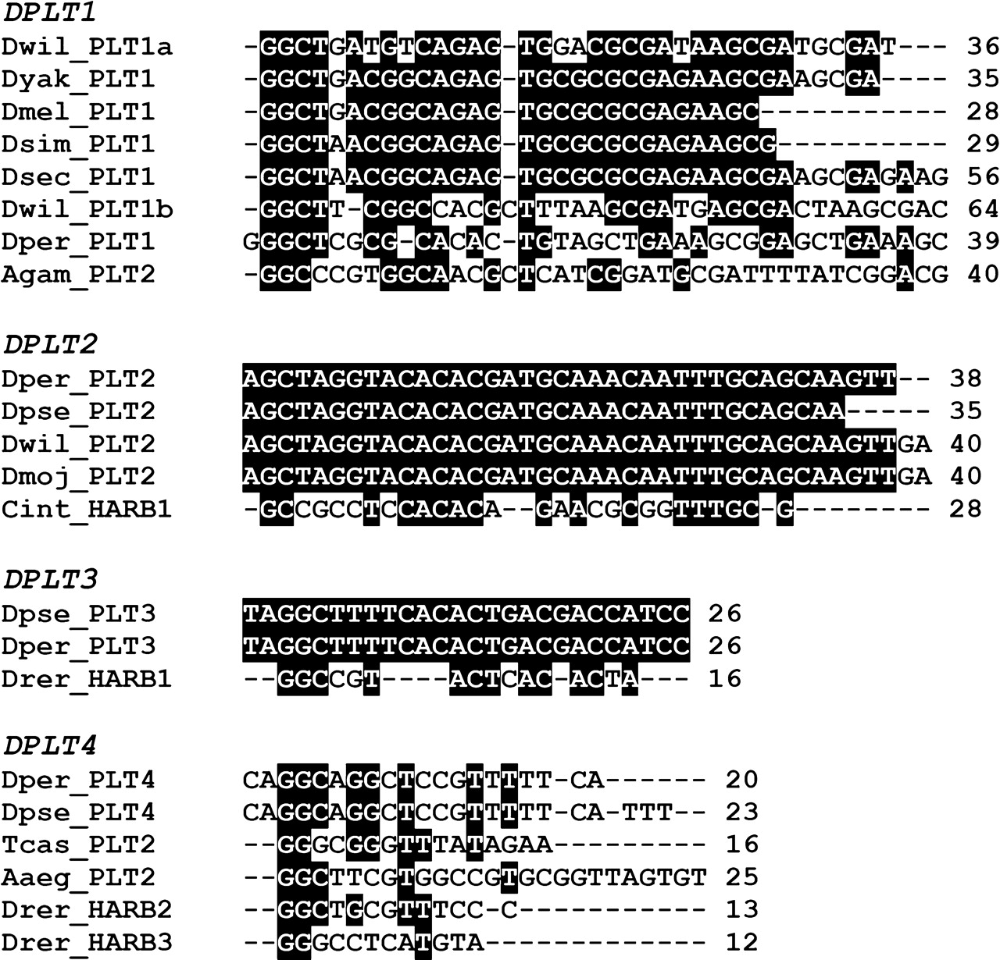 DPLT1
Dwil_PLT1a -GGCTGATGTCAGAG-TGGACGCGATAAGCGATGCGAT--- 36
Dyak_PLT1 -GGCTGACGGCAGAG-TGCGCGCGAGAAGCGAAGCGA---- 35
Dmel_PLT1 -GGCTGACGGCAGAG-TGCGCGCGAGAAGC----------- 28
Dsim_PLT1 -GGCTAACGGCAGAG-TGCGCGCGAGAAGCG---------- 29
Dsec_PLT1 -GGCTAACGGCAGAG-TGCGCGCGAGAAGCGAAGCGAGAAG 56
Dwil_PLT1b -GGCTT-CGGCCACGCTTTAAGCGATGAGCGACTAAGCGAC 64
Dper_PLT1 GGGCTCGCG-CACAC-TGTAGCTGAAAGCGGAGCTGAAAGC 39
Agam_PLT2 -GGCCCGTGGCAACGCTCATCGGATGCGATTTTATCGGACG 40
DPLT2
Dper_PLT2 AGCTAGGTACACACGATGCAAACAATTTGCAGCAAGTT-- 38
Dpse_PLT2 AGCTAGGTACACACGATGCAAACAATTTGCAGCAA----- 35
Dwil_PLT2 AGCTAGGTACACACGATGCAAACAATTTGCAGCAAGTTGA 40
Dmoj_PLT2 AGCTAGGTACACACGATGCAAACAATTTGCAGCAAGTTGA 40
Cint_HARB1 -GCCGCCTCCACACA--GAACGCGGTTTGC-G-------- 28
DPLT3
Dpse_PLT3 TAGGCTTTTCACACTGACGACCATCC 26
Dper_PLT3 TAGGCTTTTCACACTGACGACCATCC 26
Drer_HARB1 --GGCCGT----ACTCAC-ACTA--- 16
DPLT4
Dper_PLT4 CAGGCAGGCTCCGTTTTT-CA------ 20
Dpse_PLT4 CAGGCAGGCTCCGTTTTT-CA-TTT-- 23
Tcas_PLT2 --GGGCGGGTTTATAGAA--------- 16
Aaeg_PLT2 --GGCTTCGTGGCCGTGCGGTTAGTGT 25
Drer_HARB2 --GGCTGCGTTTCC-C----------- 13
Drer_HARB3 --GGGCCTCATGTA------------- 12